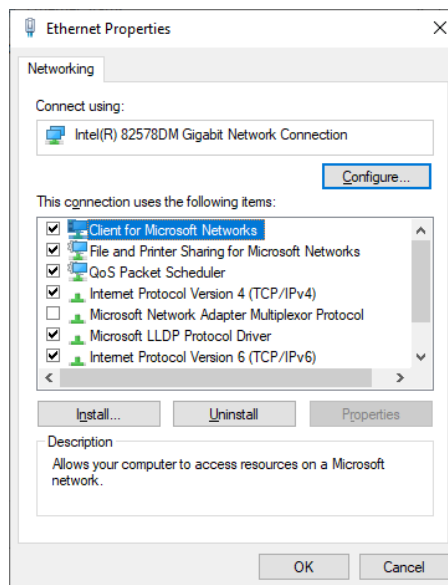 Ethernet Properties
Networking
Connect using:
Intel(R) 82578DM Gigabit Network Connection
Configure...
This connection uses the following items:
Client for Microsoft Networks
File and Printer Sharing for Microsoft Networks
QoS Packet Scheduler
Internet Protocol Version 4 (TCP/IPv4)
Microsoft Network Adapter Multiplexor Protocol
Microsoft LLDP Protocol Driver
Internet Protocol Version 6 (TCP/IPv6)
Install... Uninstall Properties
Description
Allows your computer to access resources on a Microsoft
network.
OK Cancel